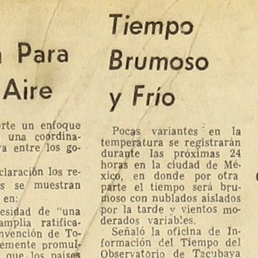 Para
Aire
rte un enfoque
una coordina-
va entre los go-
claración los re-
s se muestran
en:
esidad de "una
amplia ratifica-
nvención de To-
emente promul-
que los países
Tiempo
Brumoso
y Frío
Pocas variantes en la
temperatura se registrarán
durante las próximas 24
horas en la ciudad de Mé-
xico, en donde por otra
parte el tiempo será bru-
moso con nublados aislados
por la tarde y vientos mo-
derados variables.
Señaló la oficina de In-
formación del Tiempo del
Observatorio de Tacubaya